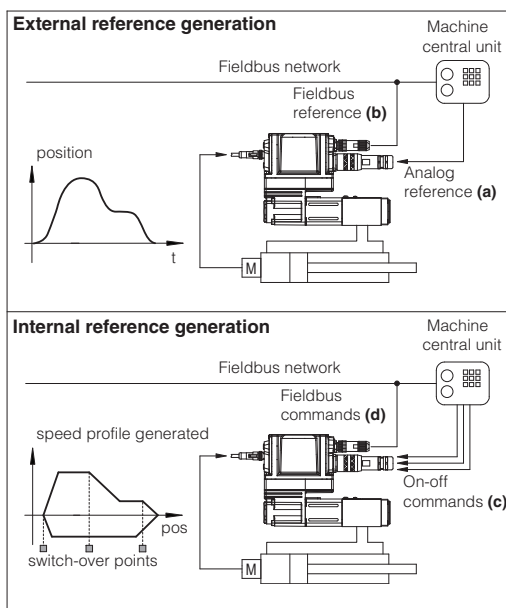 External reference generation
Machine
central unit
Fieldbus network
Fieldbus
reference (b)
position
Analog
reference (a)
t
M
Internal reference generation
Machine
central unit
Fieldbus network
Fieldbus
commands (d)
speed profile generated
On-off
commands (c)
pos
switch-over points
M